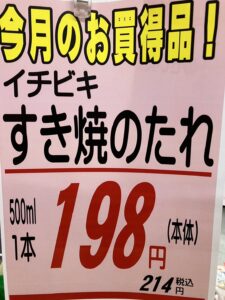 今月のお買得品！
イチビキ
すき焼のたれ
500ml
1本 198円 (本体)
214税込円